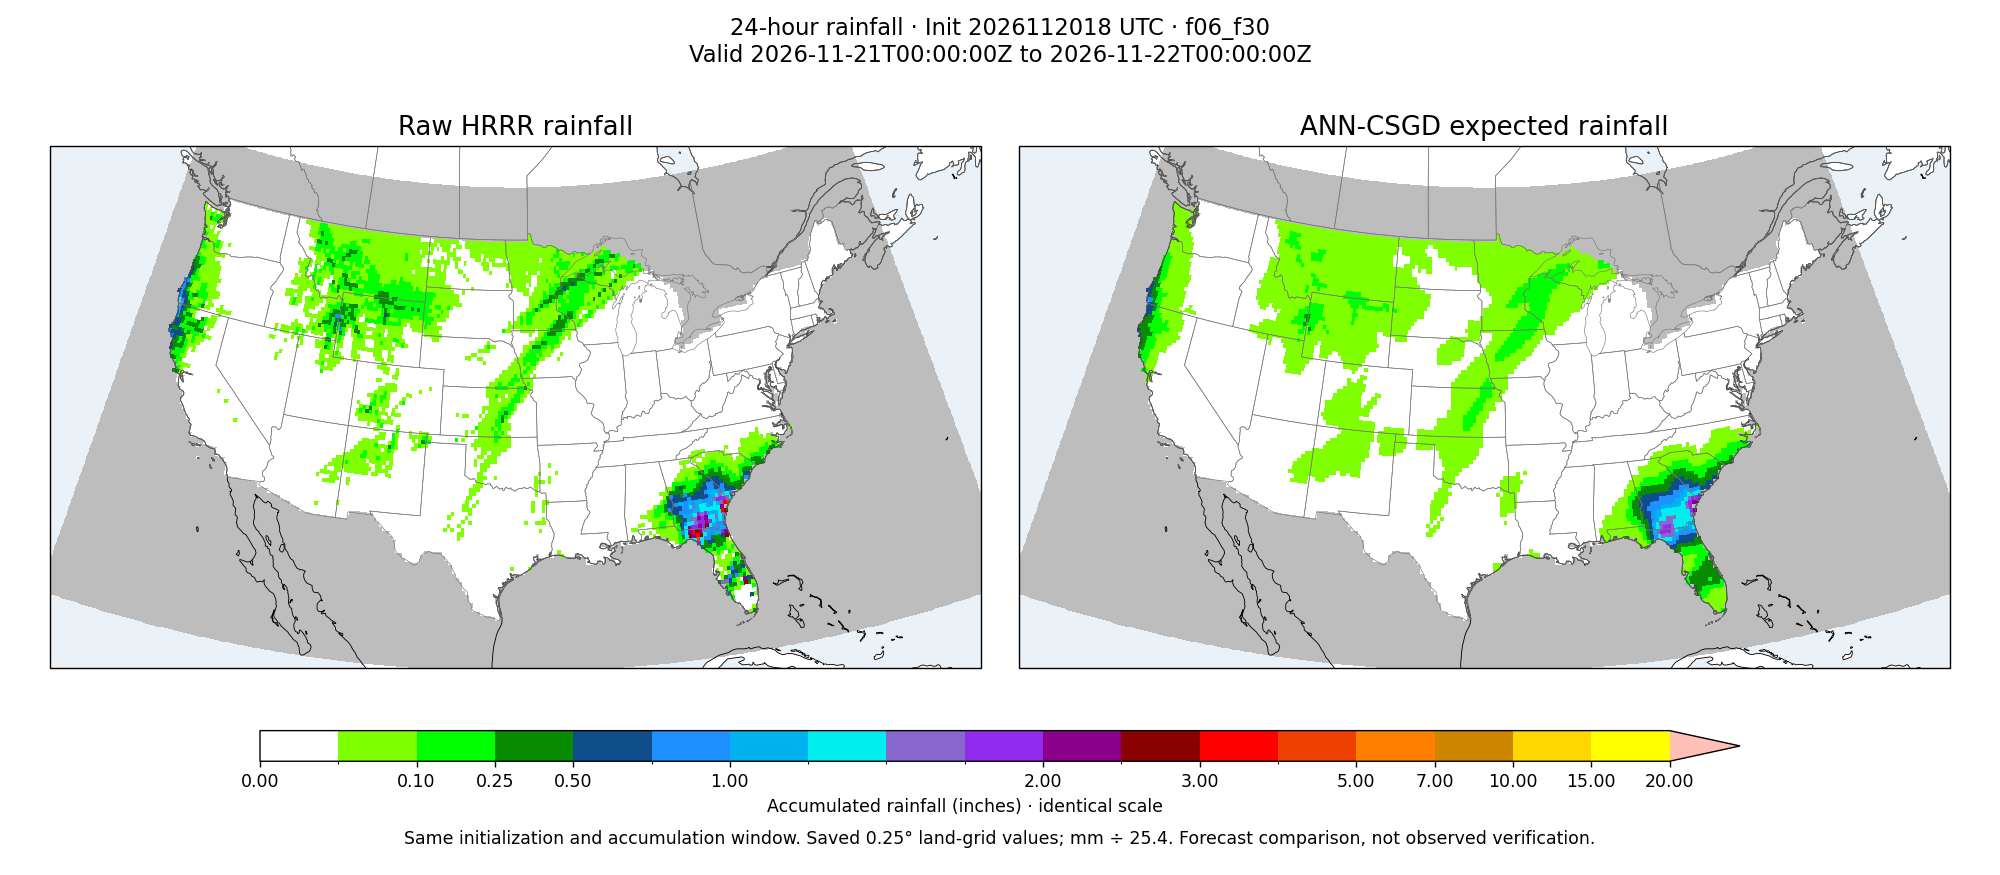 24-hour rainfall · Init 2026112018 UTC · f06_f30
Valid 2026-11-21T00:00:00Z to 2026-11-22T00:00:00Z
Raw HRRR rainfall
ANN-CSGD expected rainfall
0.00 0.10 0.25 0.50 1.00 2.00 3.00 5.00 7.00 10.00 15.00 20.00
Accumulated rainfall (inches) · identical scale
Same initialization and accumulation window. Saved 0.25° land-grid values; mm ÷ 25.4. Forecast comparison, not observed verification.